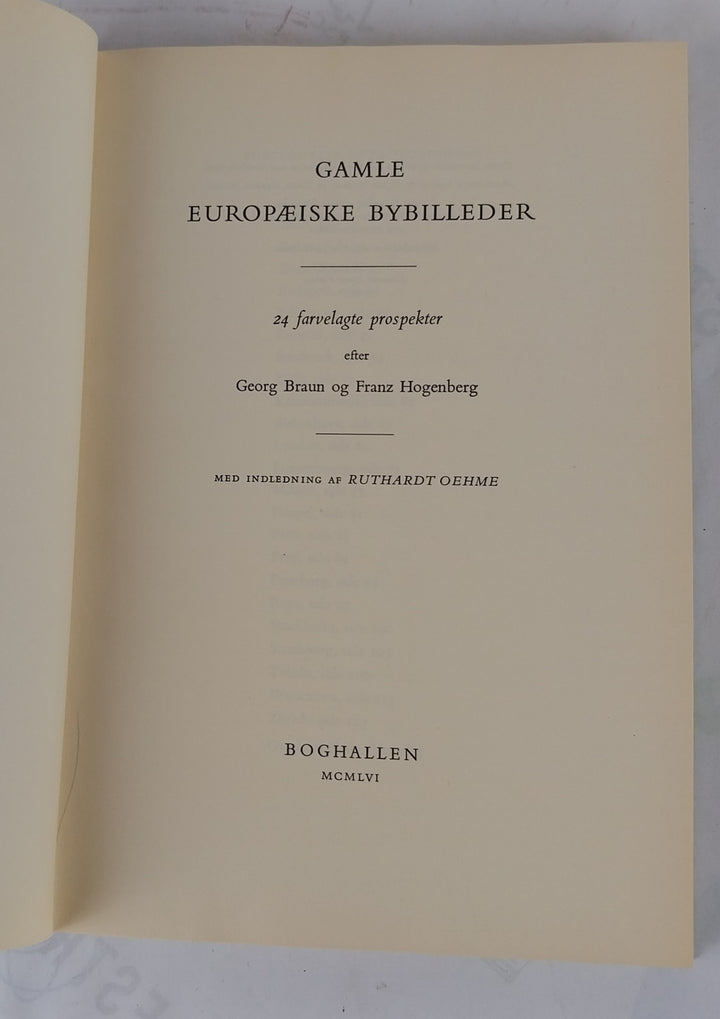 GAMLE
EUROPÆISKE BYBILLEDER
24 farvelagte prospekter
efter
Georg Braun og Franz Hogenberg
MED INDLEDNING AF RUTHARDT OEHME
BOGHALLEN
MCMLVI